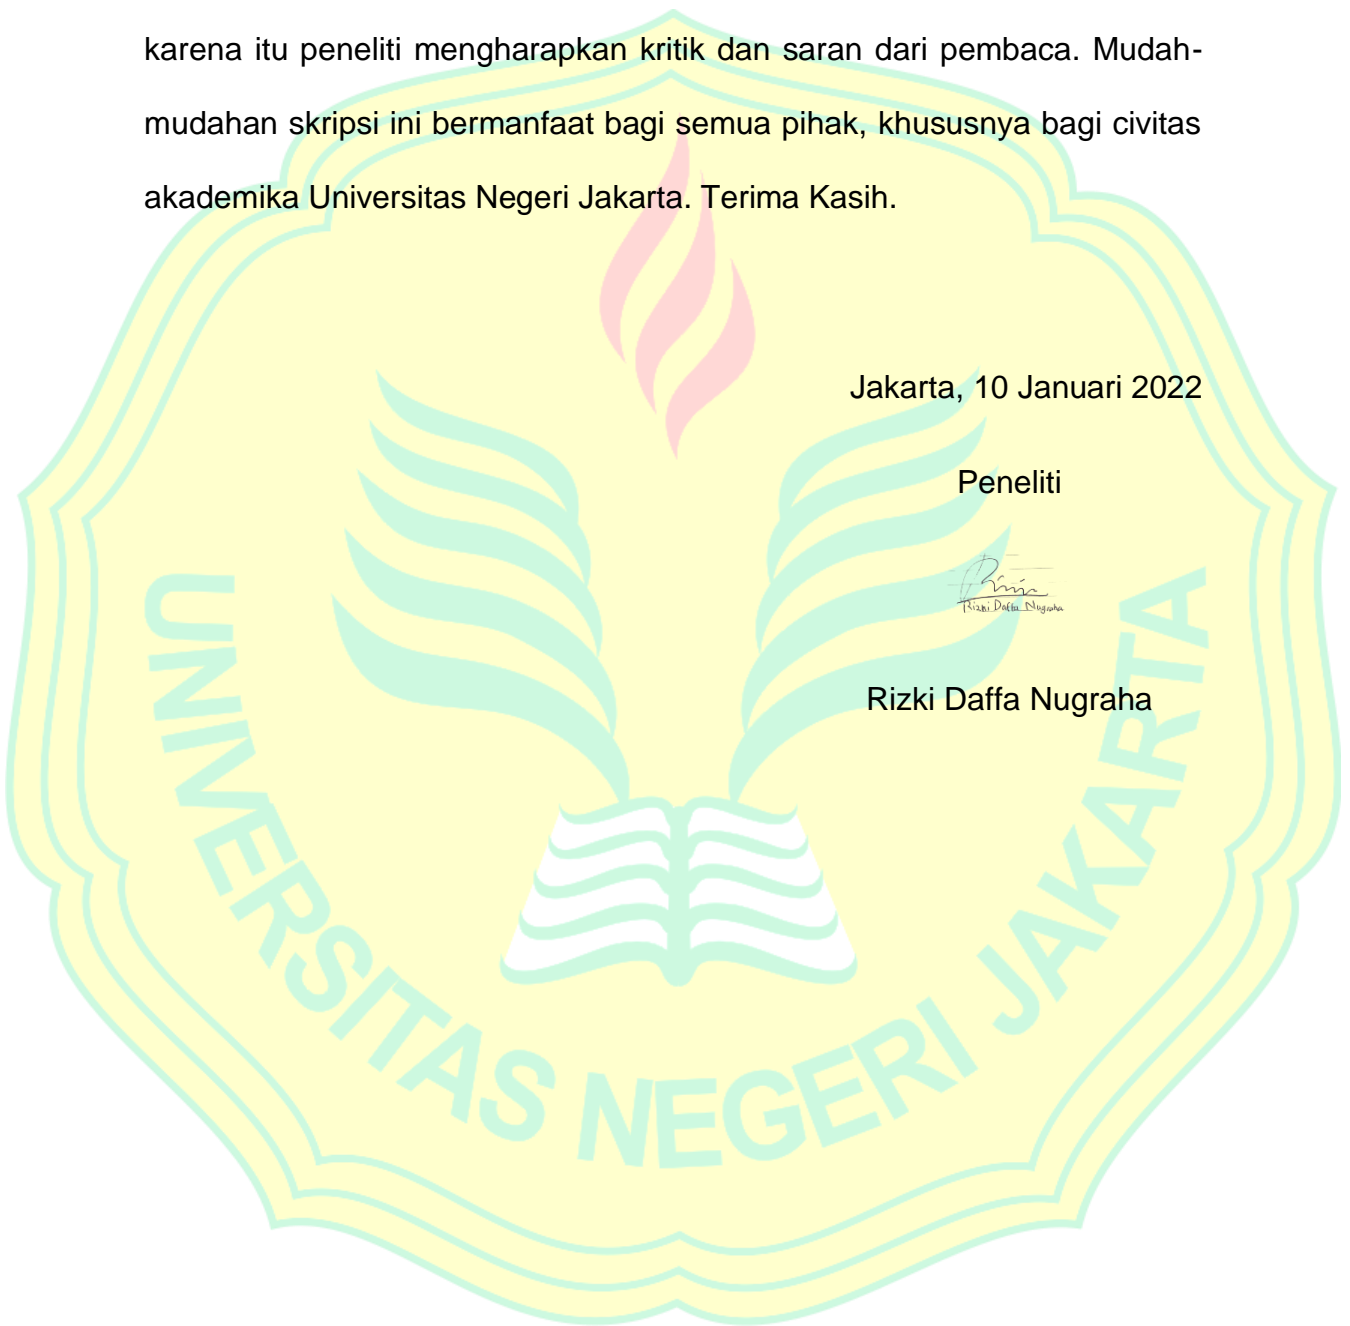 karena itu peneliti mengharapkan kritik dan saran dari pembaca. Mudah-
mudahan skripsi ini bermanfaat bagi semua pihak, khususnya bagi civitas
akademika Universitas Negeri Jakarta. Terima Kasih.
Jakarta, 10 Januari 2022
Peneliti
Rizki Daffa Nugraha
Rizki Daffa Nugraha
UNIVERSITAS NEGERI JAKARTA